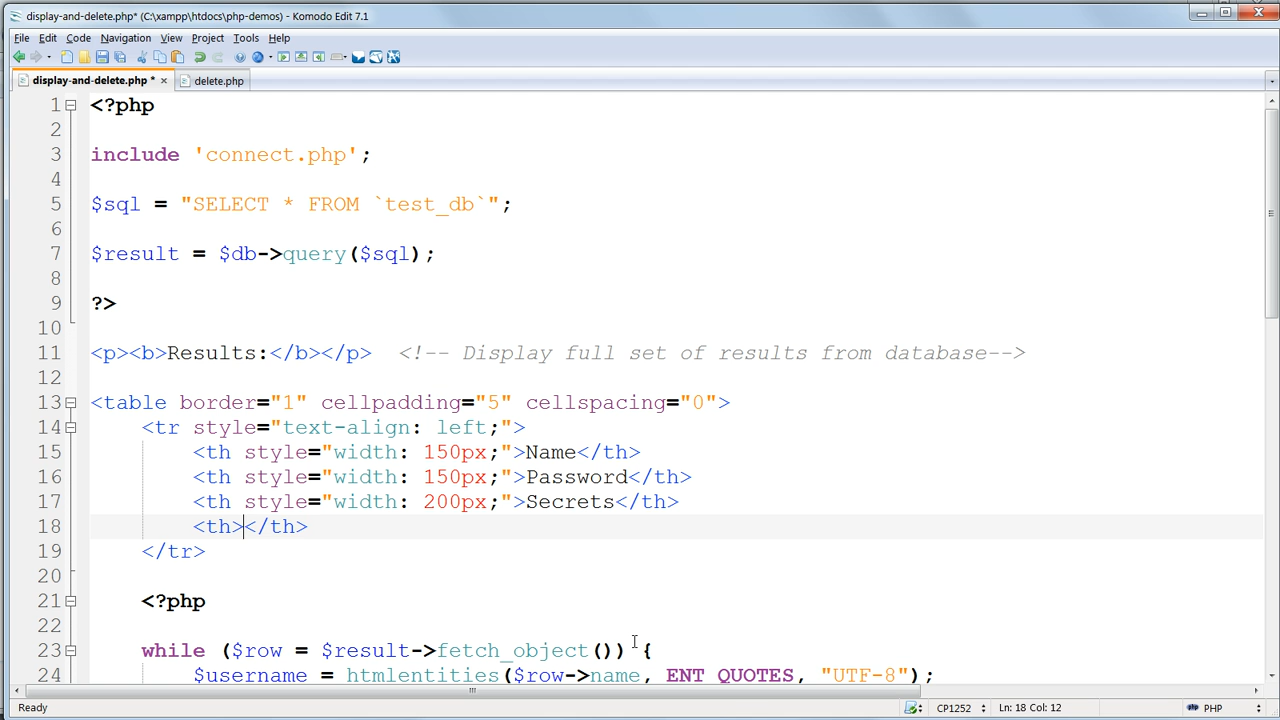 display-and-delete.php* (C:\xampp\htdocs\php-demos) - Komodo Edit 7.1
File Edit Code Navigation View Project Tools Help
display-and-delete.php * × delete.php
1 <?php
2
3 include 'connect.php';
4
5 $sql = "SELECT * FROM `test_db`";
6
7 $result = $db->query($sql);
8
9 ?>
10
11 <p><b>Results:</b></p> <!-- Display full set of results from database-->
12
13 <table border="1" cellpadding="5" cellspacing="0">
14 <tr style="text-align: left;">
15 <th style="width: 150px;">Name</th>
16 <th style="width: 150px;">Password</th>
17 <th style="width: 200px;">Secrets</th>
18 <th></th>
19 </tr>
20
21 <?php
22
23 while ($row = $result->fetch_object()) {
24 $username = htmlentities($row->name, ENT_QUOTES, "UTF-8");
Ready CP1252 Ln: 18 Col: 12 PHP